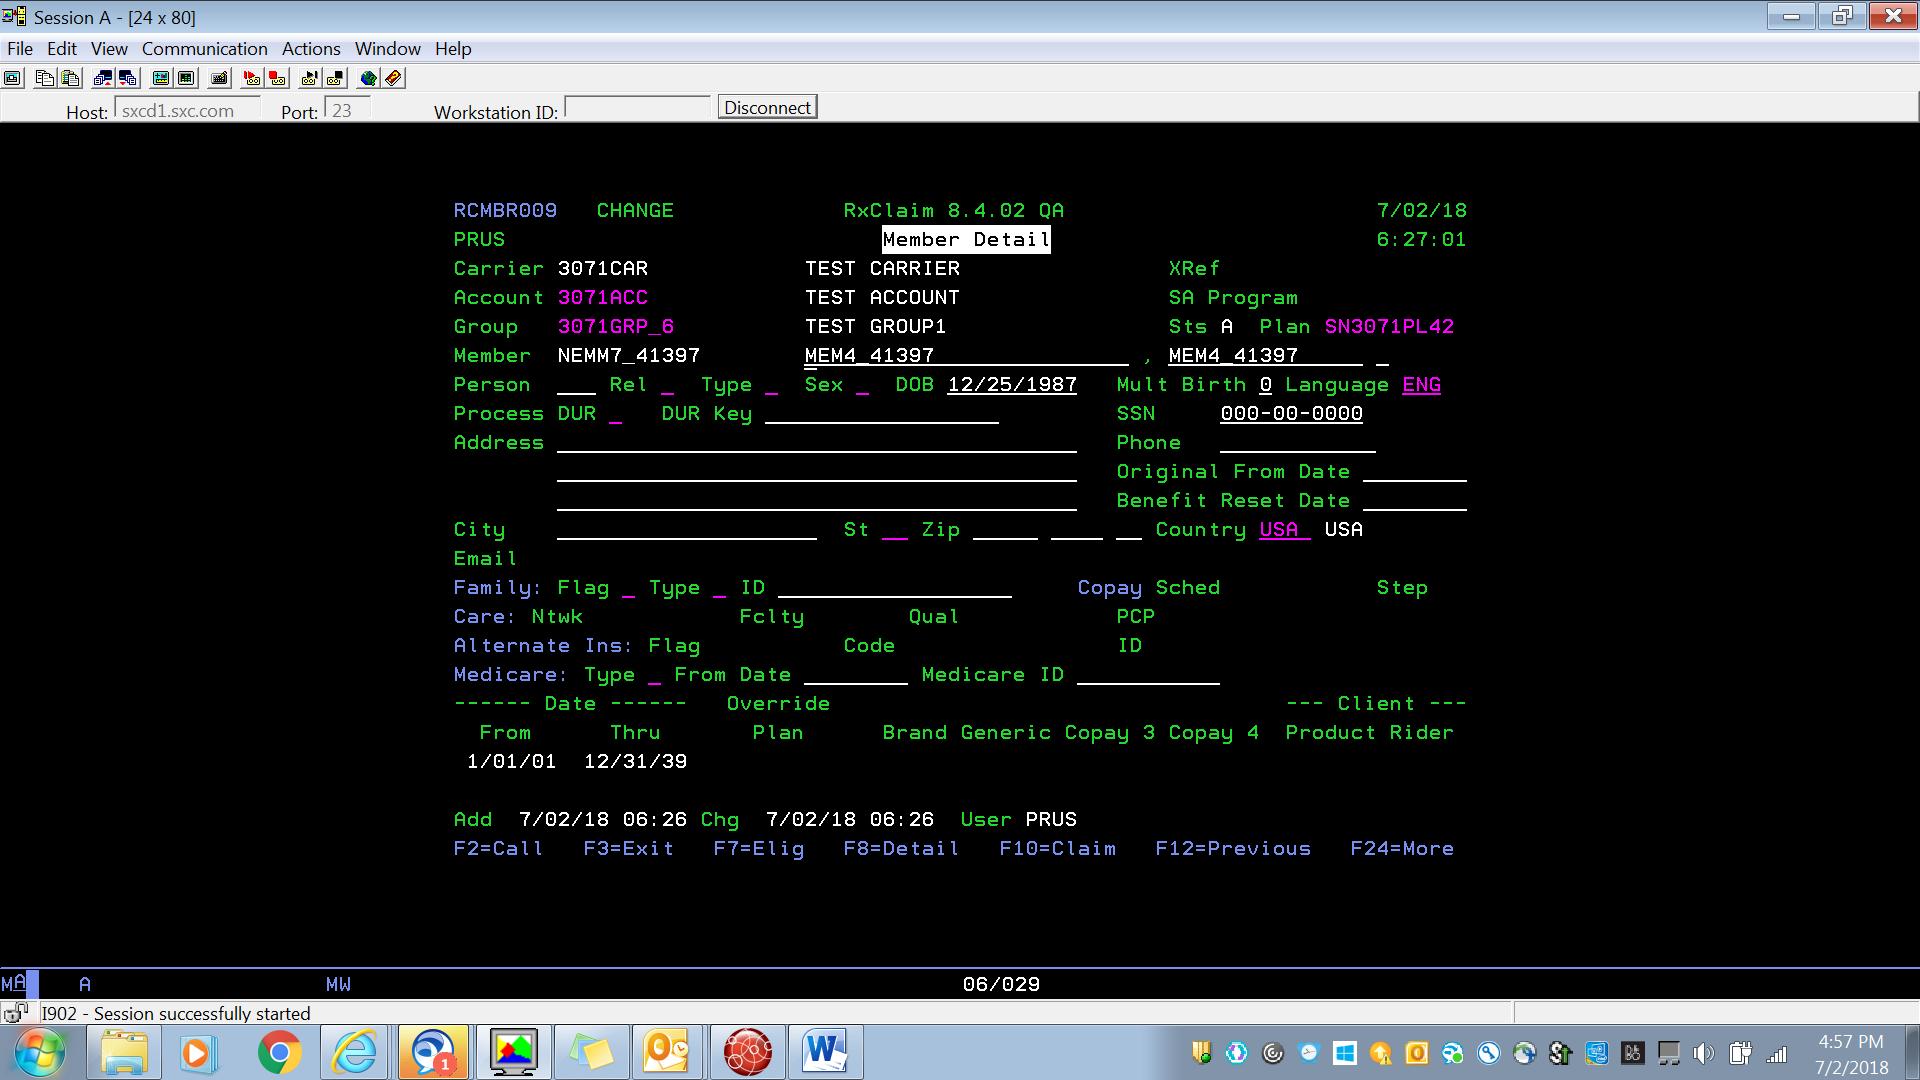 Session A - [24 x 80]
File Edit View Communication Actions Window Help
Host: sxcd1.sxc.com Port: 23 Workstation ID: Disconnect
RCMBR009 CHANGE RxClaim 8.4.02 QA 7/02/18
PRUS Member Detail 6:27:01
Carrier 3071CAR TEST CARRIER XRef
Account 3071ACC TEST ACCOUNT SA Program
Group 3071GRP_6 TEST GROUP1 Sts A Plan SN3071PL42
Member NEMM7_41397 MEM4_41397 , MEM4_41397
Person Rel Type Sex DOB 12/25/1987 Mult Birth 0 Language ENG
Process DUR DUR Key SSN 000-00-0000
Address Phone
Original From Date
Benefit Reset Date
City St Zip Country USA USA
Email
Family: Flag Type ID Copay Sched Step
Care: Ntwk Fclty Qual PCP
Alternate Ins: Flag Code ID
Medicare: Type From Date Medicare ID
------ Date ------ Override --- Client ---
From Thru Plan Brand Generic Copay 3 Copay 4 Product Rider
1/01/01 12/31/39
Add 7/02/18 06:26 Chg 7/02/18 06:26 User PRUS
F2=Call F3=Exit F7=Elig F8=Detail F10=Claim F12=Previous F24=More
MA A MW 06/029
I902 - Session successfully started
1
4:57 PM
7/2/2018